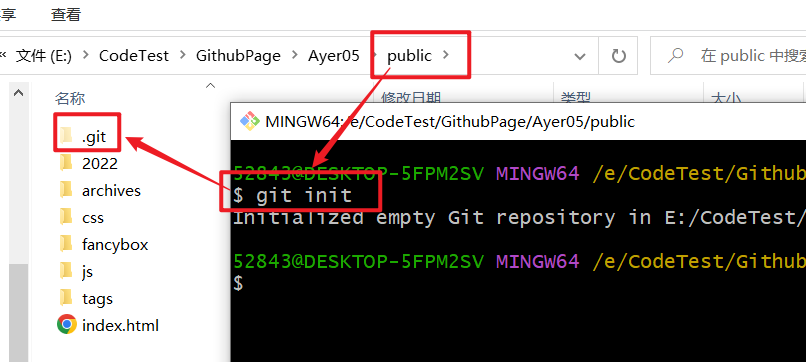 享 查看
« 文件 (E:) > CodeTest > GithubPage > Ayer05 > public >
在 public 中搜索
名称 修改日期 类型 大小
.git
2022
archives
css
fancybox
js
tags
index.html
MINGW64:/e/CodeTest/GithubPage/Ayer05/public
52843@DESKTOP-5FPM2SV MINGW64 /e/CodeTest/Github
$ git init
Initialized empty Git repository in E:/CodeTest/
52843@DESKTOP-5FPM2SV MINGW64 /e/CodeTest/Github
$